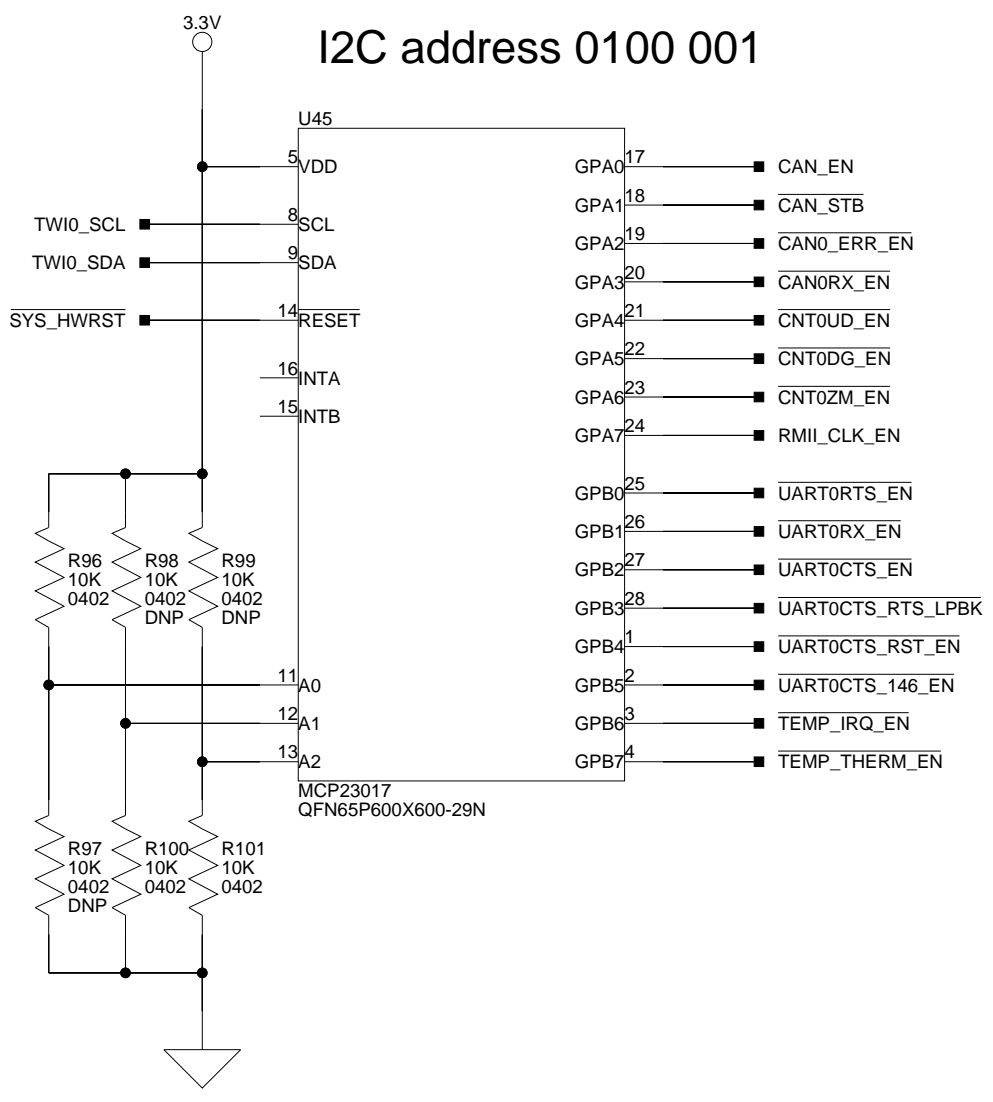 3.3V
I2C address 0100 001
U45
5 VDD GPA0 17 CAN_EN
GPA1 18 CAN_STB
TWI0_SCL 8 SCL GPA2 19 CAN0_ERR_EN
TWI0_SDA 9 SDA GPA3 20 CAN0RX_EN
SYS_HWRST 14 RESET GPA4 21 CNT0UD_EN
GPA5 22 CNT0DG_EN
16 INTA GPA6 23 CNT0ZM_EN
15 INTB GPA7 24 RMII_CLK_EN
GPB0 25 UART0RTS_EN
GPB1 26 UART0RX_EN
GPB2 27 UART0CTS_EN
GPB3 28 UART0CTS_RTS_LPBK
GPB4 1 UART0CTS_RST_EN
11 A0 GPB5 2 UART0CTS_146_EN
12 A1 GPB6 3 TEMP_IRQ_EN
13 A2 GPB7 4 TEMP_THERM_EN
R96
10K
0402
R98
10K
0402
DNP
R99
10K
0402
DNP
MCP23017
QFN65P600X600-29N
R97
10K
0402
DNP
R100
10K
0402
R101
10K
0402